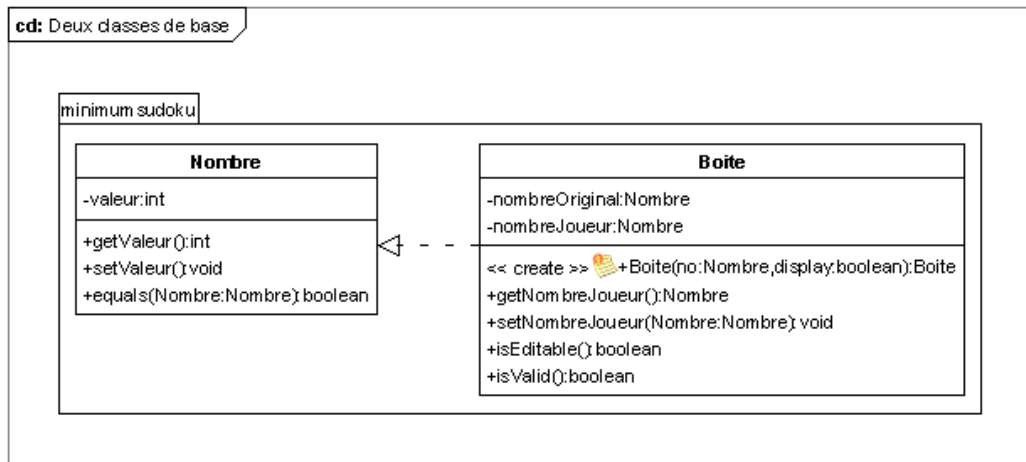 cd: Deux classes de base
minimum sudoku
Nombre
-valeur:int
+getValeur():int
+setValeur():void
+equals(Nombre:Nombre):boolean
Boite
-nombreOriginal:Nombre
-nombreJoueur:Nombre
<< create >> +Boite(no:Nombre,display:boolean):Boite
+getNombreJoueur():Nombre
+setNombreJoueur(Nombre:Nombre):void
+isEditable():boolean
+isValid():boolean